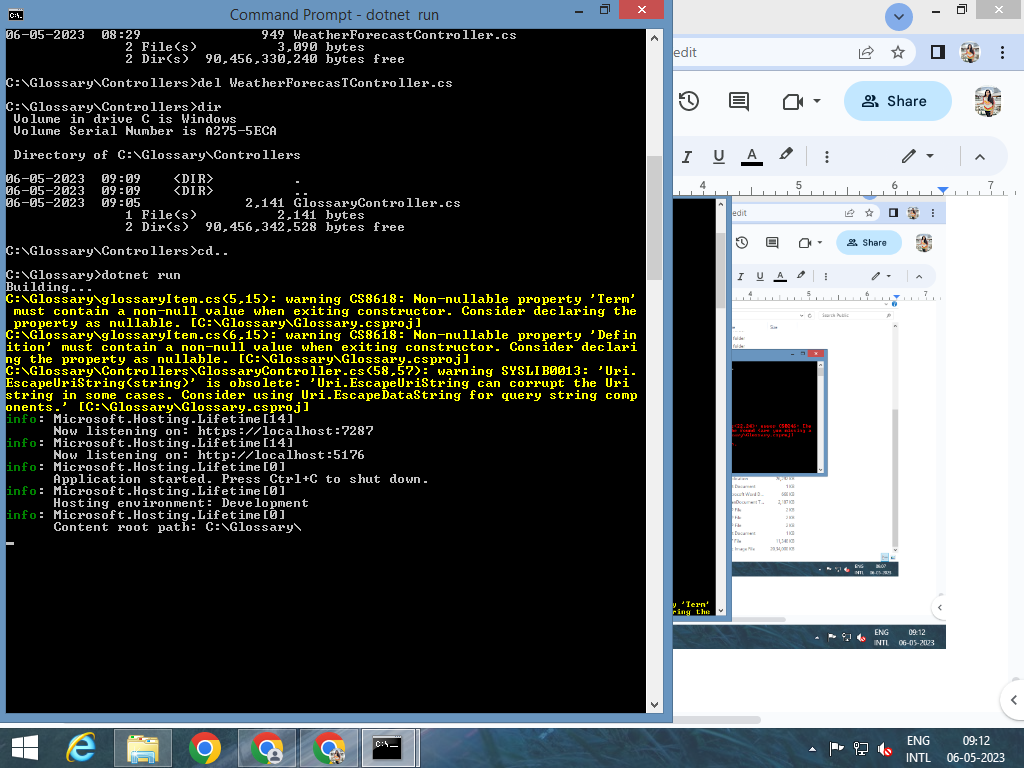 Command Prompt - dotnet  run
06-05-2023  08:29               949 WeatherForecastController.cs
               2 File(s)          3,090 bytes
               2 Dir(s)  90,456,330,240 bytes free
C:\Glossary\Controllers>del WeatherForecasTController.cs
C:\Glossary\Controllers>dir
 Volume in drive C is Windows
 Volume Serial Number is A275-5ECA
 Directory of C:\Glossary\Controllers
06-05-2023  09:09    <DIR>          .
06-05-2023  09:09    <DIR>          ..
06-05-2023  09:05             2,141 GlossaryController.cs
               1 File(s)          2,141 bytes
               2 Dir(s)  90,456,342,528 bytes free
C:\Glossary\Controllers>cd..
C:\Glossary>dotnet run
Building...
C:\Glossary\glossaryItem.cs(5,15): warning CS8618: Non-nullable property 'Term'
 must contain a non-null value when exiting constructor. Consider declaring the
 property as nullable. [C:\Glossary\Glossary.csproj]
C:\Glossary\glossaryItem.cs(6,15): warning CS8618: Non-nullable property 'Defin
ition' must contain a non-null value when exiting constructor. Consider declari
ng the property as nullable. [C:\Glossary\Glossary.csproj]
C:\Glossary\Controllers\GlossaryController.cs(58,57): warning SYSLIB0013: 'Uri.
EscapeUriString(string)' is obsolete: 'Uri.EscapeUriString can corrupt the Uri
string in some cases. Consider using Uri.EscapeDataString for query string comp
onents.' [C:\Glossary\Glossary.csproj]
info: Microsoft.Hosting.Lifetime[14]
      Now listening on: https://localhost:7287
info: Microsoft.Hosting.Lifetime[14]
      Now listening on: http://localhost:5176
info: Microsoft.Hosting.Lifetime[0]
      Application started. Press Ctrl+C to shut down.
info: Microsoft.Hosting.Lifetime[0]
      Hosting environment: Development
info: Microsoft.Hosting.Lifetime[0]
      Content root path: C:\Glossary\
edit
Share
4 5 6 7
edit
Share
4 5 6 7
Search Public
Size
ENG 09:12
INTL 06-05-2023
ENG 09:12
INTL 06-05-2023